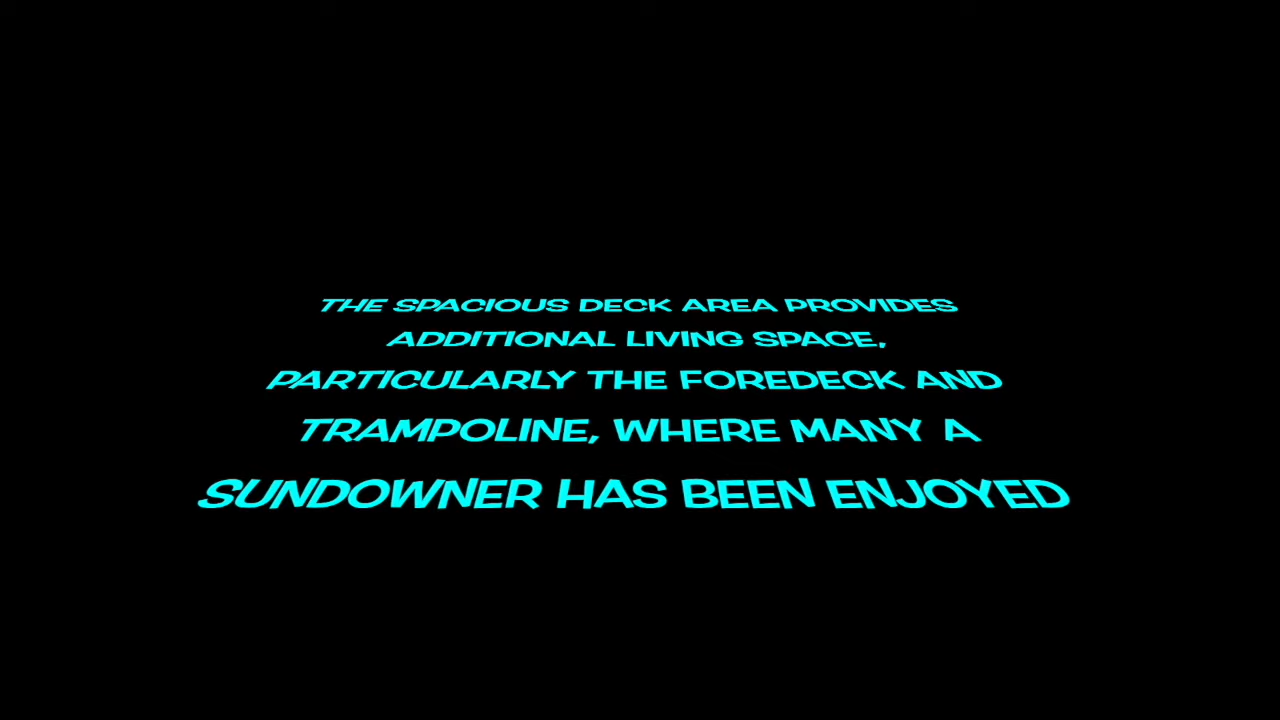 THE SPACIOUS DECK AREA PROVIDES
ADDITIONAL LIVING SPACE,
PARTICULARLY THE FOREDECK AND
TRAMPOLINE, WHERE MANY A
SUNDOWNER HAS BEEN ENJOYED